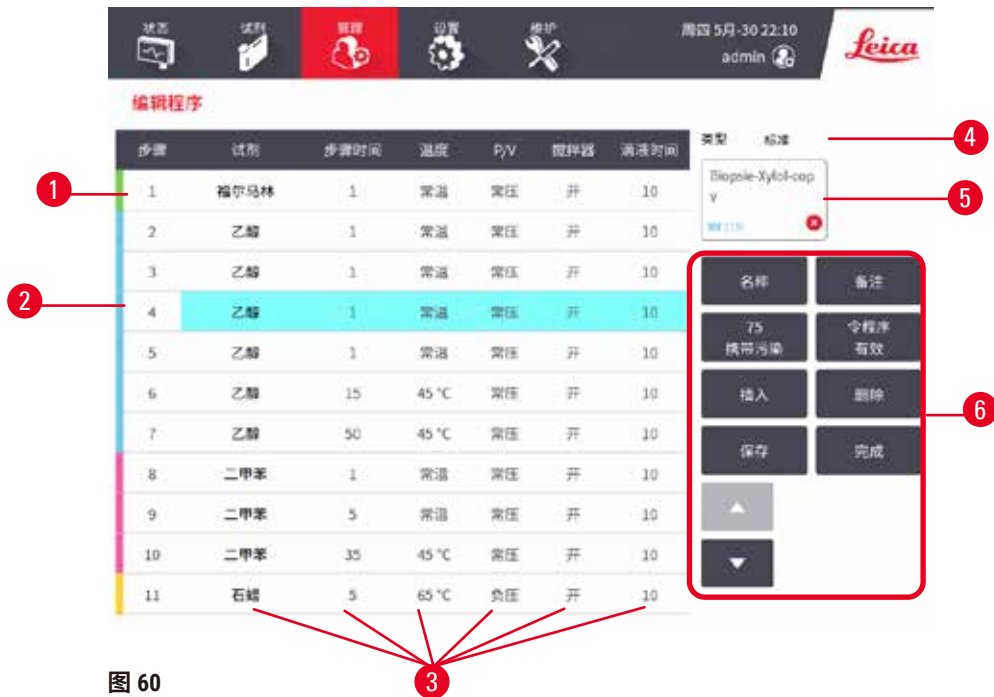 状态 试剂 管理 设置 维护
周四 5月-30 22:10
admin
Leica
编辑程序
步骤 试剂 步骤时间 温度 P/V 搅拌器 滴液时间
1 福尔马林 1 常温 常压 开 10
2 乙醇 1 常温 常压 开 10
3 乙醇 1 常温 常压 开 10
4 乙醇 1 常温 常压 开 10
5 乙醇 1 常温 常压 开 10
6 乙醇 15 45 °C 常压 开 10
7 乙醇 50 45 °C 常压 开 10
8 二甲苯 1 常温 常压 开 10
9 二甲苯 5 常温 常压 开 10
10 二甲苯 35 45 °C 常压 开 10
11 石蜡 5 65 °C 负压 开 10
类型 标准
Biopsie-Xylol-cop
y
名称 备注
75
携带污染
令程序
有效
插入 删除
保存 完成
1
2
3
4
5
6
图 60